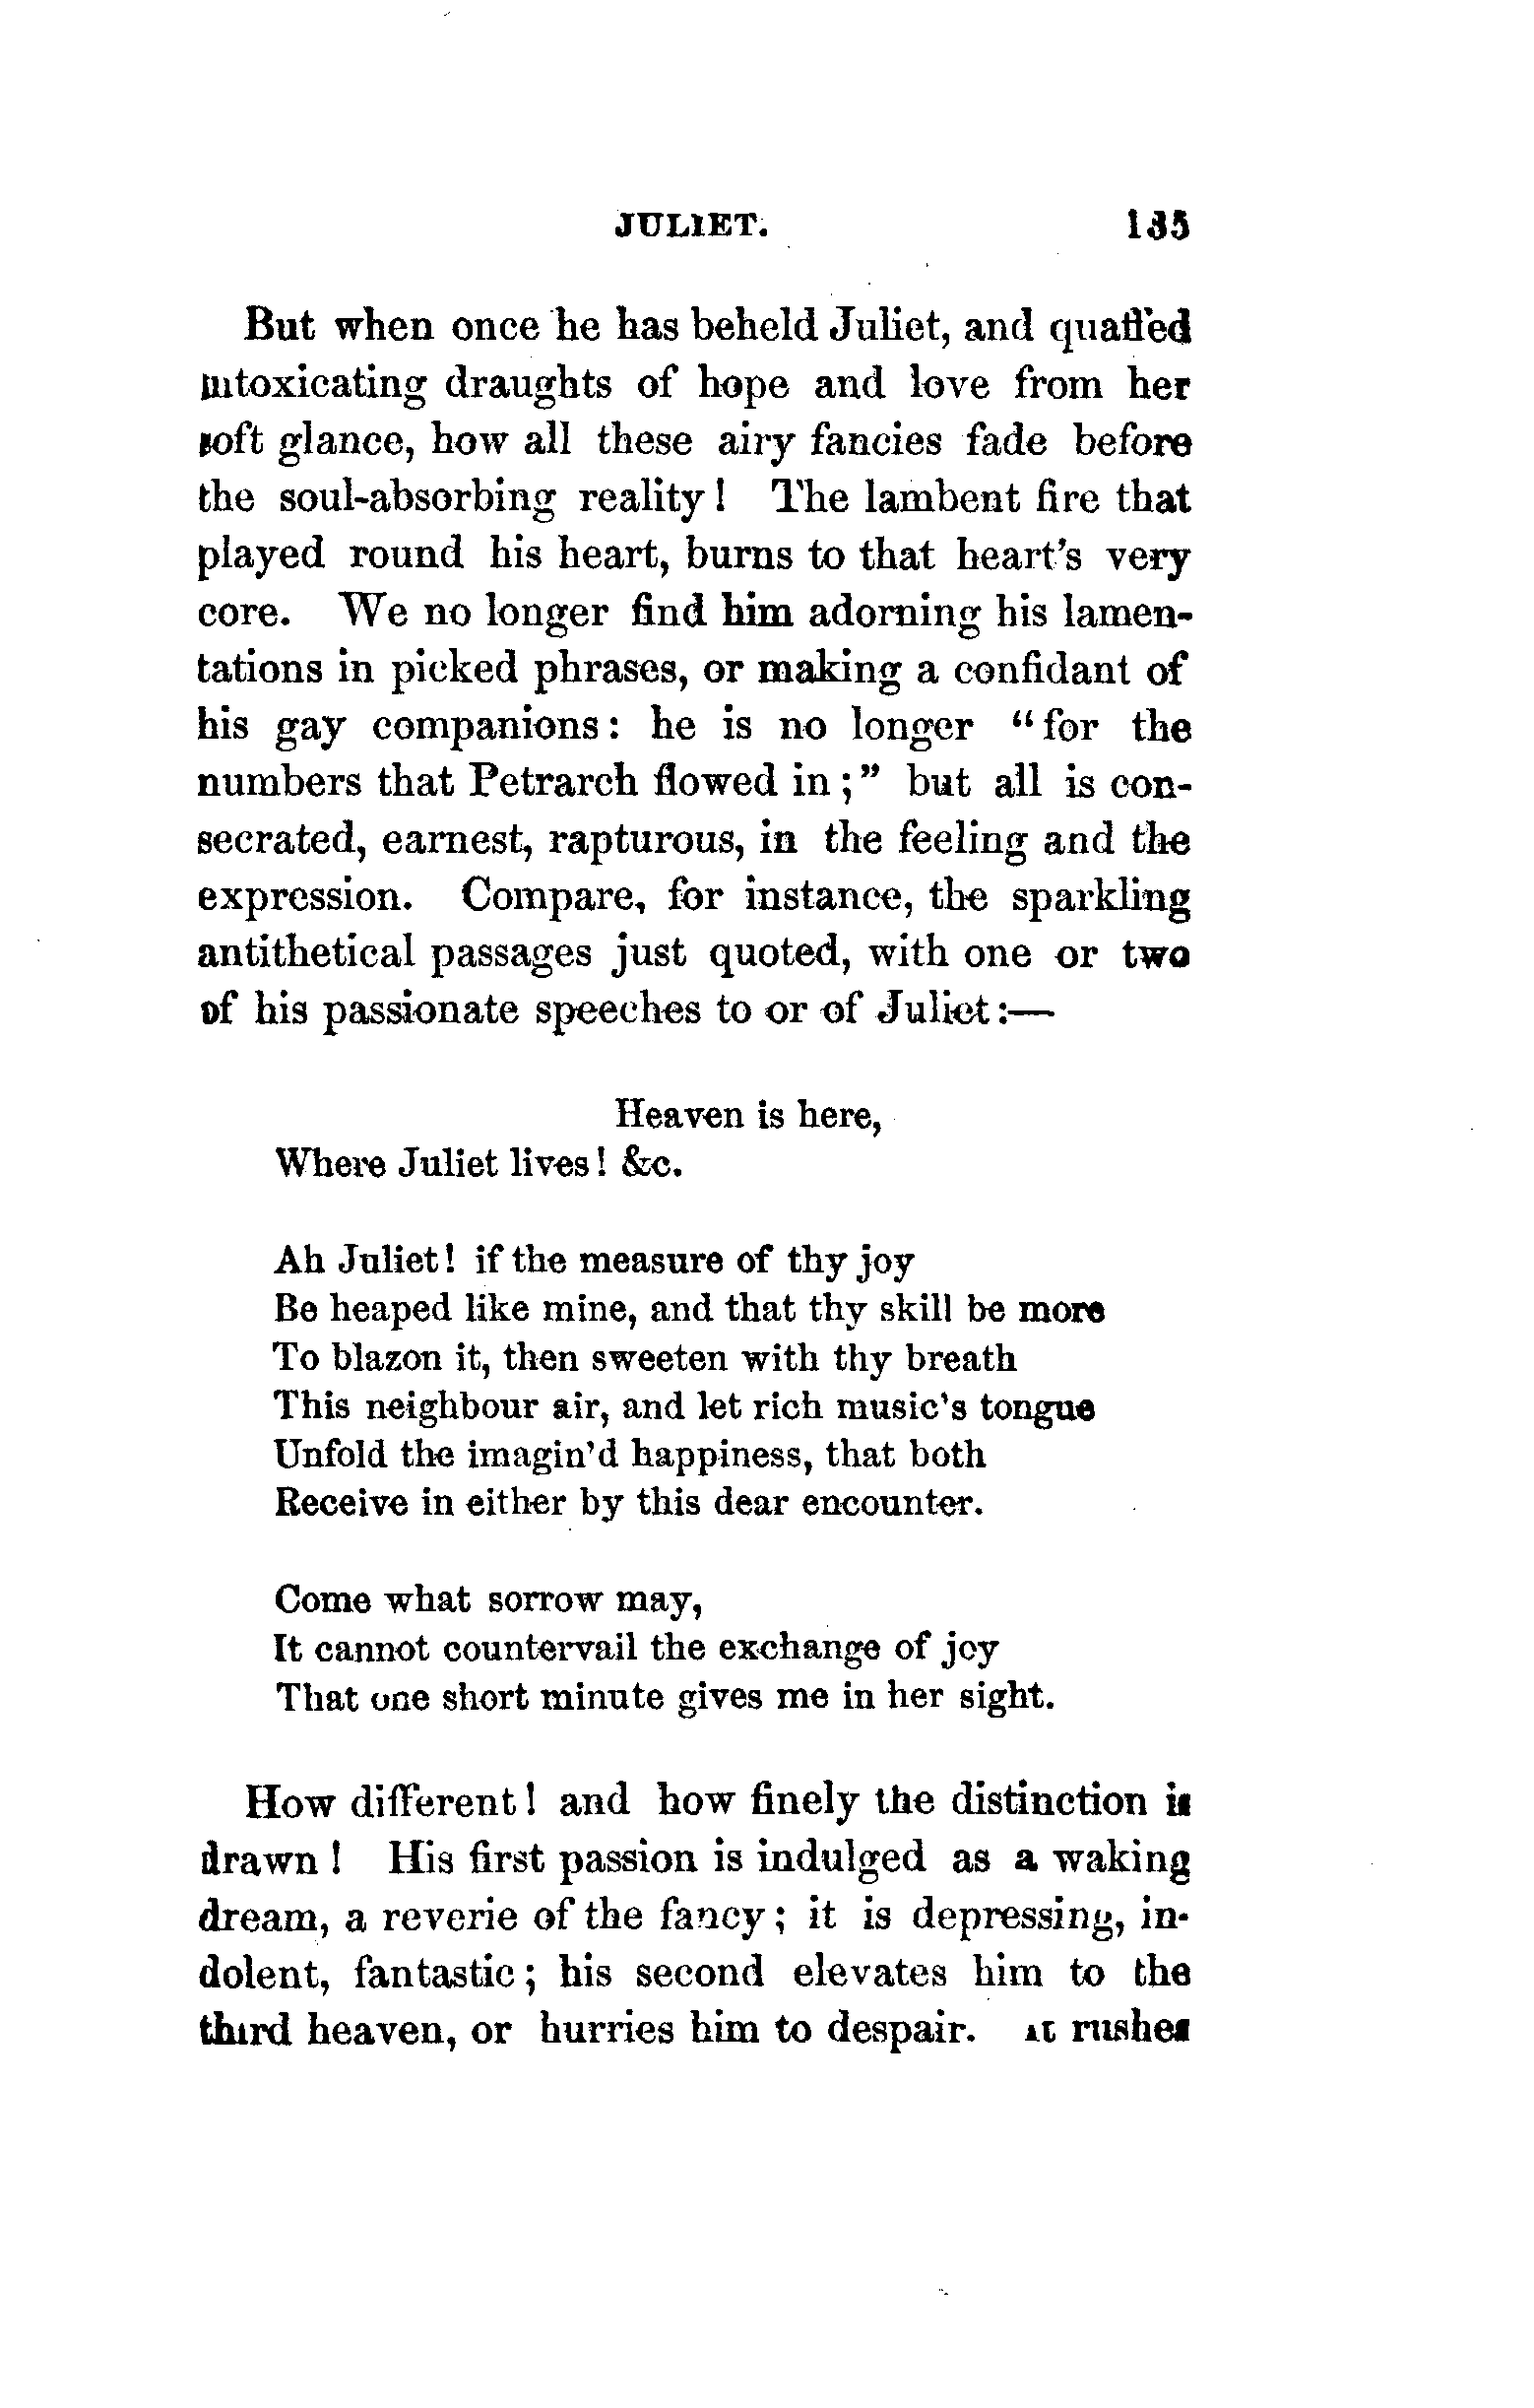 JULIET. 135
But when once he has beheld Juliet, and quaffed
intoxicating draughts of hope and love from her
soft glance, how all these airy fancies fade before
the soul-absorbing reality! The lambent fire that
played round his heart, burns to that heart's very
core. We no longer find him adorning his lamen-
tations in picked phrases, or making a confidant of
his gay companions: he is no longer "for the
numbers that Petrarch flowed in;" but all is con-
secrated, earnest, rapturous, in the feeling and the
expression. Compare, for instance, the sparkling
antithetical passages just quoted, with one or two
of his passionate speeches to or of Juliet:—
Heaven is here,
Where Juliet lives! &c.
Ah Juliet! if the measure of thy joy
Be heaped like mine, and that thy skill be more
To blazon it, then sweeten with thy breath
This neighbour air, and let rich music's tongue
Unfold the imagin'd happiness, that both
Receive in either by this dear encounter.
Come what sorrow may,
It cannot countervail the exchange of joy
That one short minute gives me in her sight.
How different! and how finely the distinction is
drawn! His first passion is indulged as a waking
dream, a reverie of the fancy; it is depressing, in-
dolent, fantastic; his second elevates him to the
third heaven, or hurries him to despair. It rushes